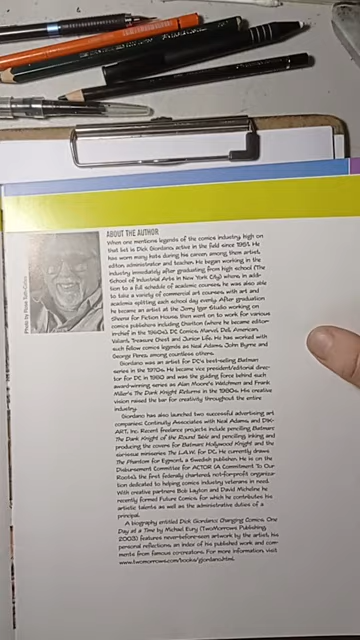 ABOUT THE AUTHOR
When one mentions legends of the comics industry, high on
that list is Dick Giordano, active in the field since 1951. He
has worn many hats during his career, among them artist,
editor, administrator and teacher. He began working in the
industry immediately after graduating from high school (The
School of Industrial Arts in New York City) where, in addi-
tion to a full schedule of academic courses, he was also able
to take a variety of commercial art courses, with art and
academics splitting each school day evenly. After graduation
he became an artist at the Jerry Iger Studio working on
Sheena for Fiction House, then went on to work for various
comics publishers including Charlton (where he became editor-
in-chief in the 1960s), DC Comics, Marvel, Dell, American
Valiant, Treasure Chest and Junior Life. He has worked with
such fellow comics legends as Neal Adams, John Byrne and
George Perez, among countless others.
Giordano was an artist for DC's best-selling Batman
series in the 1970s. He became vice president/editorial direc-
tor for DC in 1980 and was the guiding force behind such
award-winning series as Alan Moore's Watchmen and Frank
Miller's The Dark Knight Returns in the 1980s. His creative
vision raised the bar for creativity throughout the entire
industry.
Giordano has also launched two successful advertising art
companies: Continuity Associates with Neal Adams and Dik-
ART, Inc. Recent freelance projects include penciling Batman:
The Dark Knight of the Round Table and penciling, inking and
producing the covers for Batman: Hollywood Knight and the
six-issue miniseries The L.A.W. for DC. He currently draws
The Phantom for Egmont, a Swedish publisher. He is on the
Disbursement Committee for ACTOR (A Commitment To Our
Roots), the first federally chartered, not-for-profit organiza-
tion dedicated to helping comics industry veterans in need.
With creative partners Bob Layton and David Michelinie he
recently formed Future Comics for which he contributes his
artistic talents as well as the administrative duties of a
principal.
A biography entitled Dick Giordano: Changing Comics, One
Day at a Time by Michael Eury (TwoMorrows Publishing,
2003) features never-before-seen artwork by the artist, his
personal reflections, an index of his published work and com-
ments from famous co-creators. For more information, visit
www.twomorrows.com/books/giordano.html.